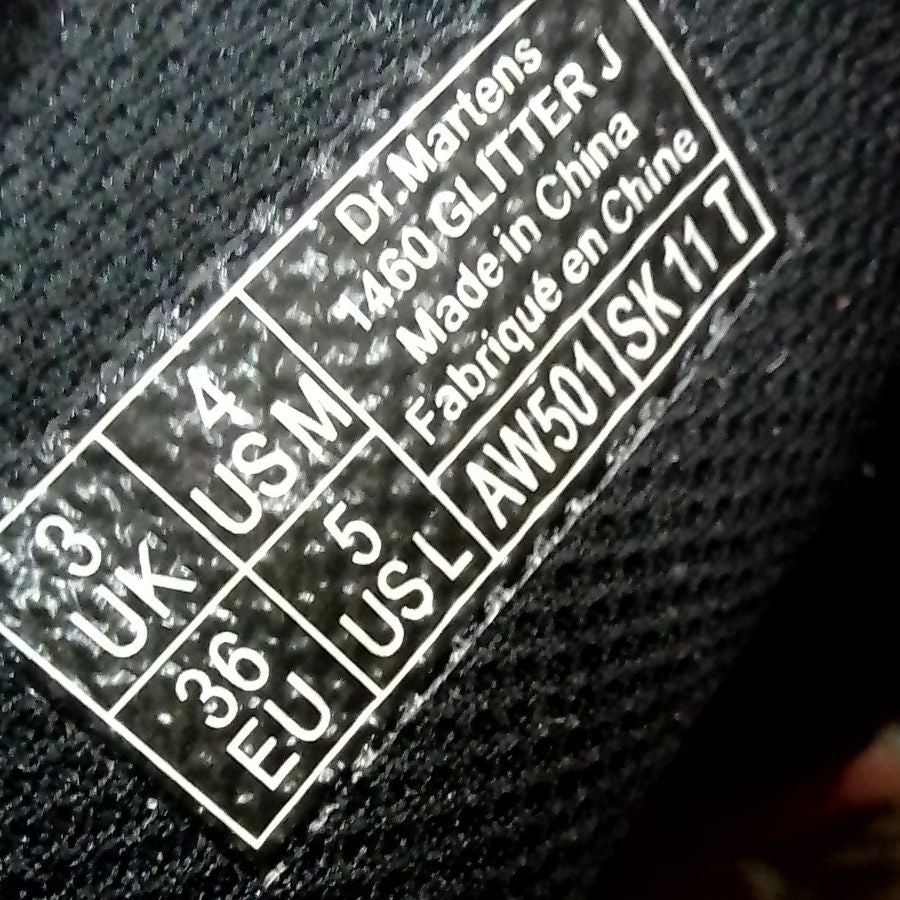 Dr.Martens
1460 GLITTER J
Made in China
Fabriqué en Chine
AW501 SK 11 T
3
UK
4
US M
36
EU
5
US L